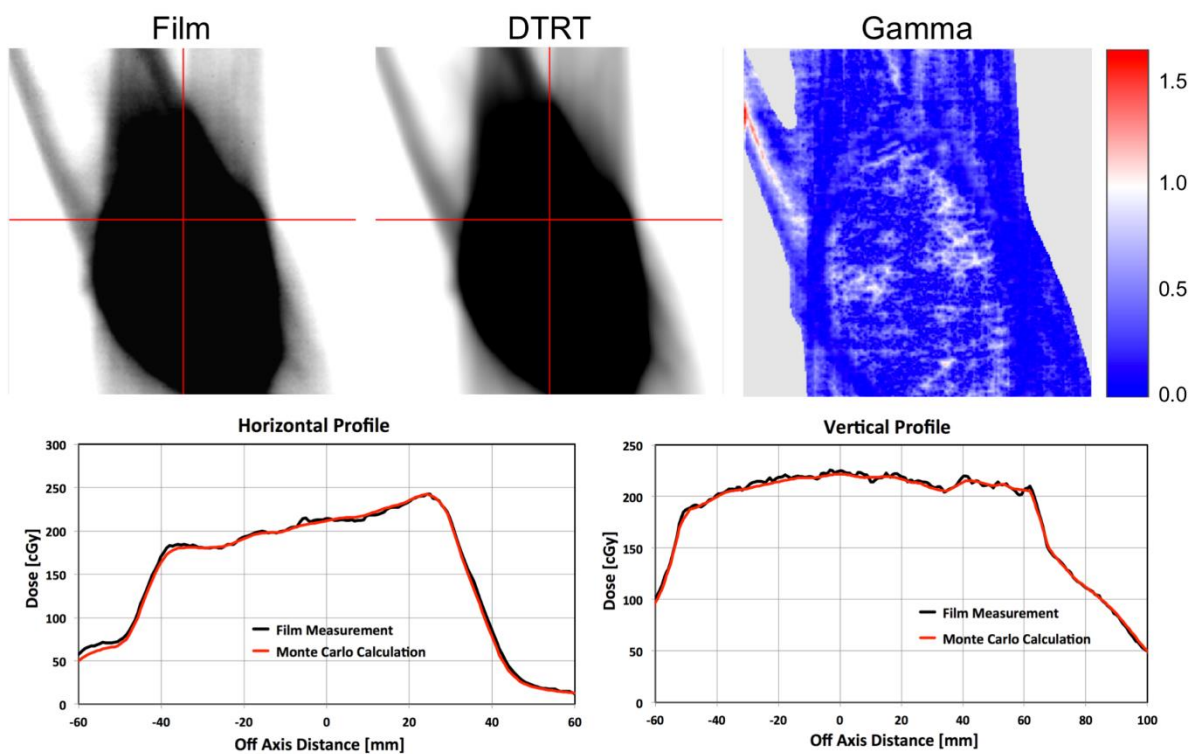 Film
DTRT
Gamma
1.5
1.0
0.5
0.0
Horizontal Profile
300
250
200
150
100
50
0
Dose [cGy]
Film Measurement
Monte Carlo Calculation
-60
-40
-20
0
20
40
60
Off Axis Distance [mm]
Vertical Profile
250
200
150
100
50
0
Dose [cGy]
Film Measurement
Monte Carlo Calculation
-60
-40
-20
0
20
40
60
80
100
Off Axis Distance [mm]